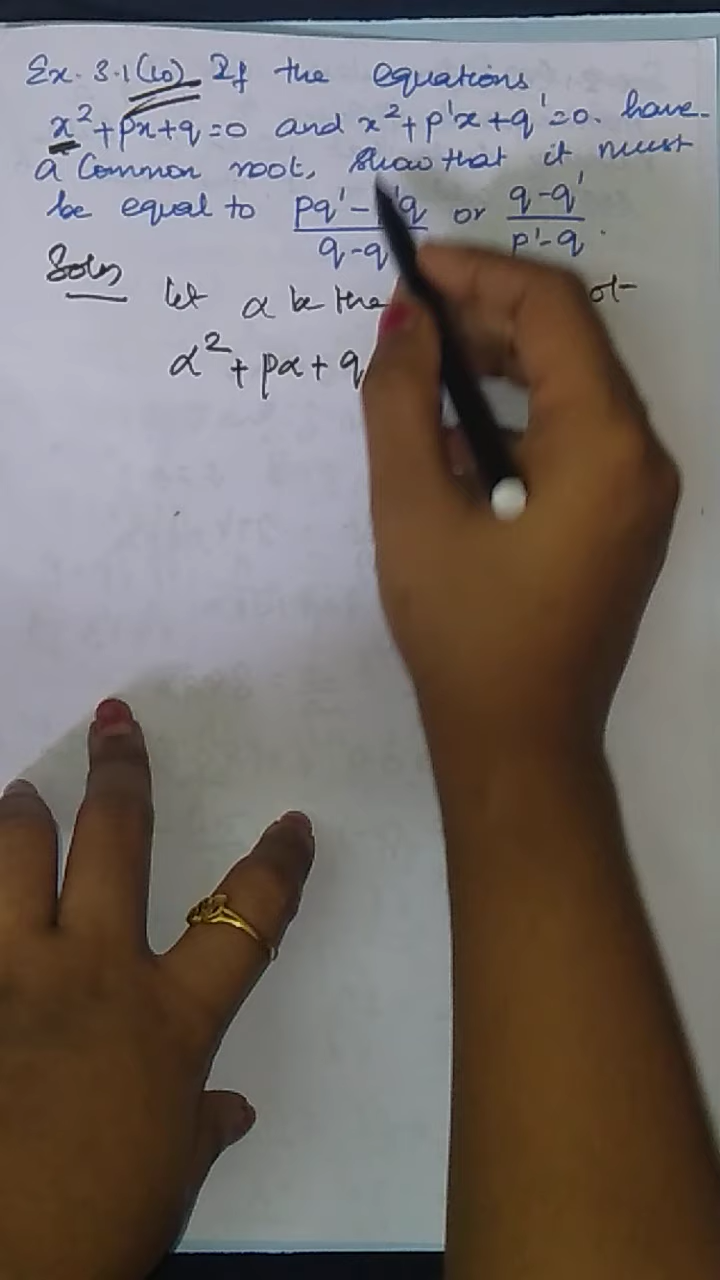 Ex. 3.1(10) If the equations
x²+px+q=0 and x²+p'x+q'=0. have
a common root, show that it must
be equal to pq'-p'q / q-q or q-q' / p'-q.
Soln
let α be the
α²+pα+q